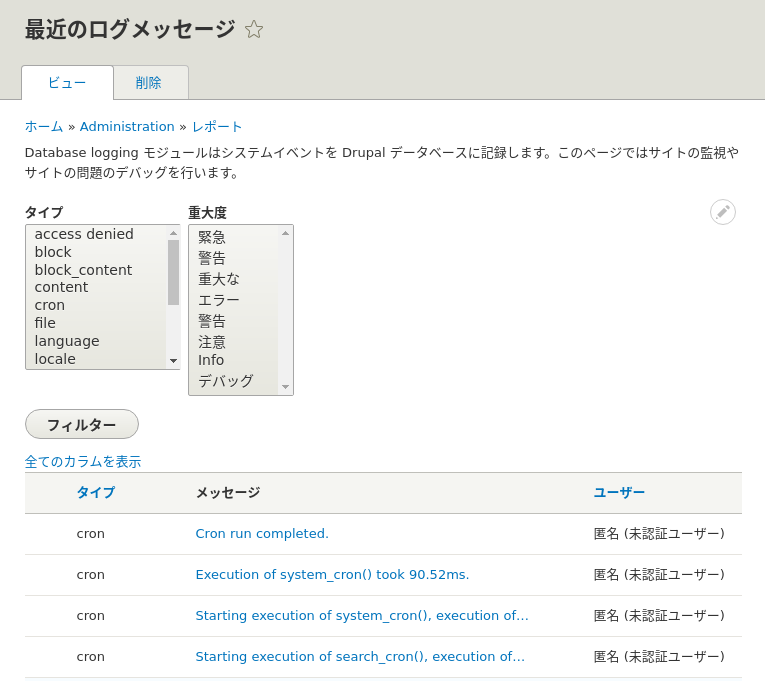 最近のログメッセージ
ビュー
削除
ホーム » Administration » レポート
Database logging モジュールはシステムイベントを Drupal データベースに記録します。このページではサイトの監視や
サイトの問題のデバッグを行います。
タイプ
access denied
block
block_content
content
cron
file
language
locale
重大度
緊急
警告
重大な
エラー
警告
注意
Info
デバッグ
フィルター
全てのカラムを表示
タイプ メッセージ ユーザー
cron Cron run completed. 匿名 (未認証ユーザー)
cron Execution of system_cron() took 90.52ms. 匿名 (未認証ユーザー)
cron Starting execution of system_cron(), execution of… 匿名 (未認証ユーザー)
cron Starting execution of search_cron(), execution of… 匿名 (未認証ユーザー)